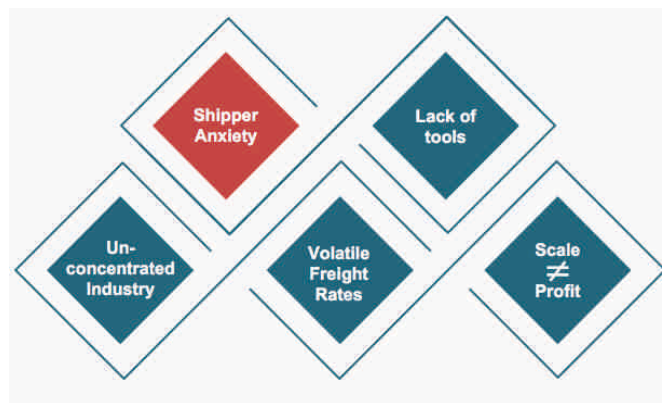 Shipper
Anxiety
Lack of
tools
Un-
concentrated
Industry
Volatile
Freight
Rates
Scale
≠
Profit